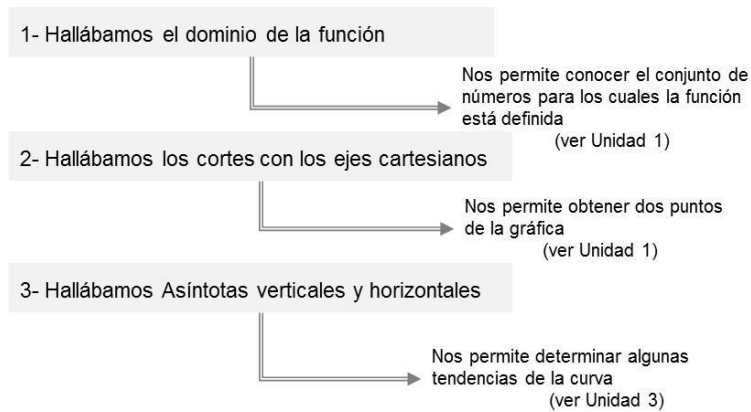 1- Hallábamos el dominio de la función
Nos permite conocer el conjunto de
números para los cuales la función
está definida
(ver Unidad 1)
2- Hallábamos los cortes con los ejes cartesianos
Nos permite obtener dos puntos
de la gráfica
(ver Unidad 1)
3- Hallábamos Asíntotas verticales y horizontales
Nos permite determinar algunas
tendencias de la curva
(ver Unidad 3)